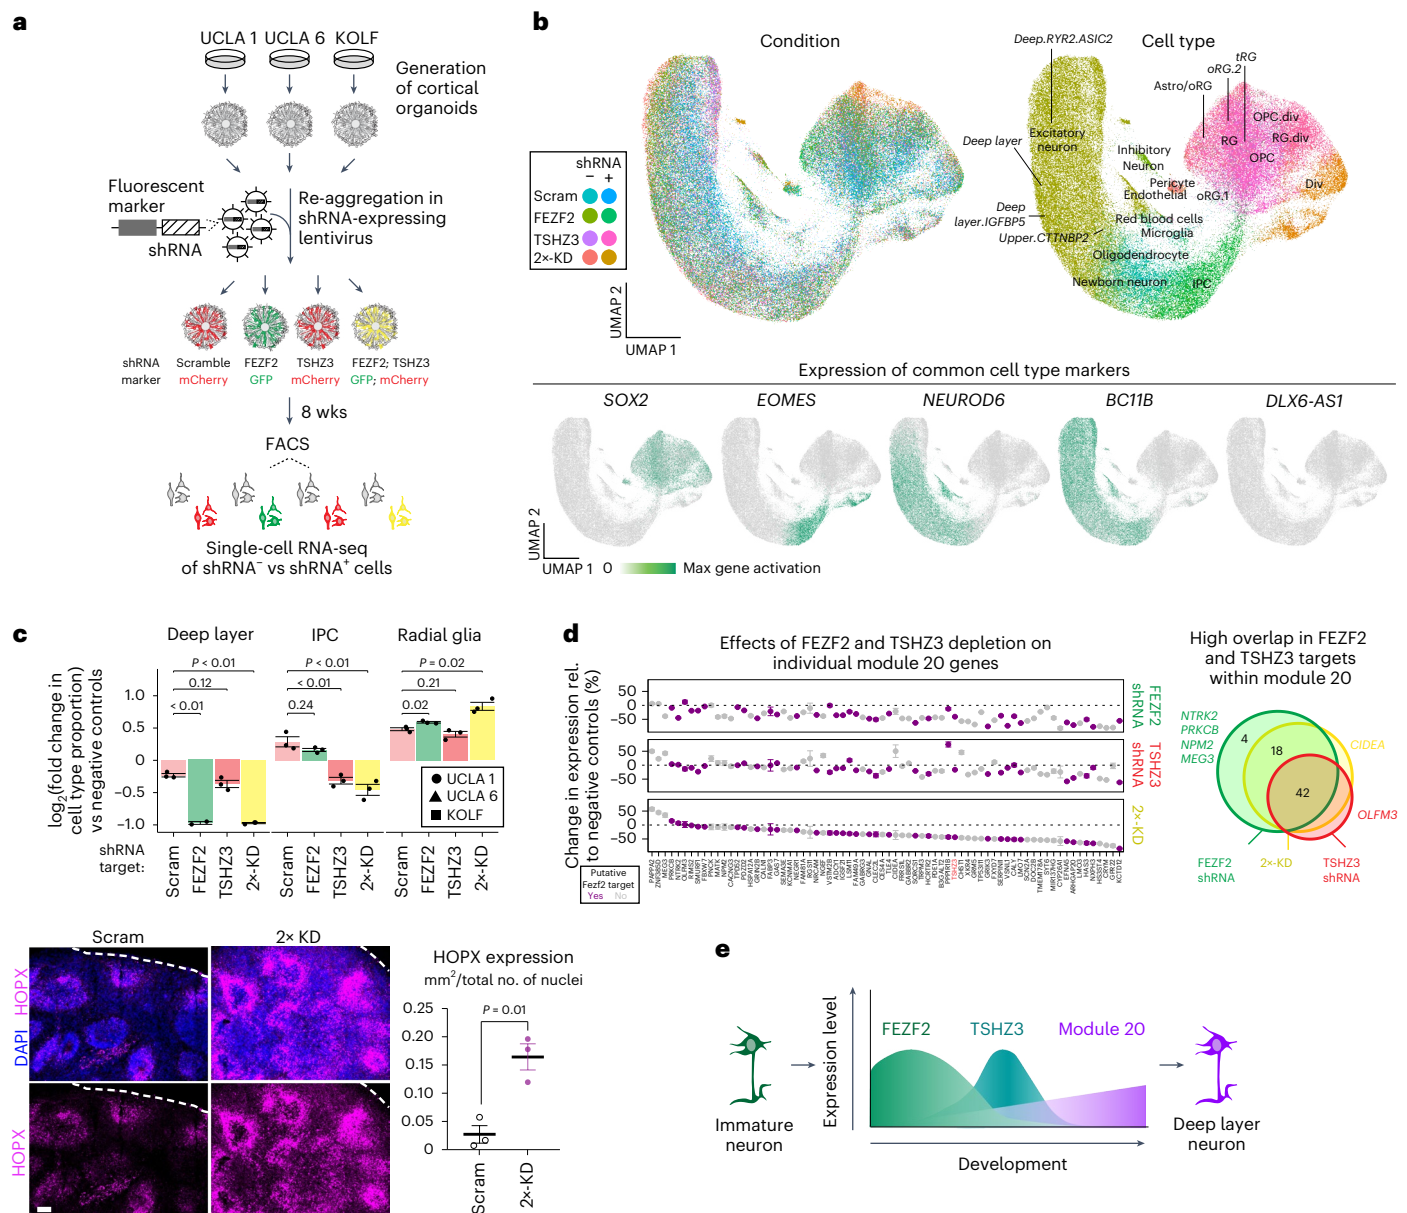 a
UCLA 1 UCLA 6 KOLF
Generation
of cortical
organoids
Fluorescent
marker
shRNA
Re-aggregation in
shRNA-expressing
lentivirus
shRNA Scramble FEZF2 TSHZ3 FEZF2; TSHZ3
marker mCherry GFP mCherry GFP; mCherry
8 wks
FACS
Single-cell RNA-seq
of shRNA− vs shRNA+ cells
b
Condition
shRNA
− +
Scram
FEZF2
TSHZ3
2×-KD
UMAP 2
UMAP 1
Cell type
Deep.RYR2.ASIC2
tRG
oRG.2
Astro/oRG
OPC.div
RG.div
RG
OPC
Excitatory
neuron
Deep layer
Inhibitory
Neuron
Pericyte
Endothelial
oRG.1
Div
Deep
layer.IGFBP5
Red blood cells
Upper.CTTNBP2
Microglia
Oligodendrocyte
Newborn neuron
IPC
Expression of common cell type markers
SOX2 EOMES NEUROD6 BC11B DLX6-AS1
UMAP 2
UMAP 1
0 Max gene activation
c
Deep layer IPC Radial glia
log2(fold change in
cell type proportion)
vs negative controls
1.0
0.5
0
−0.5
−1.0
P < 0.01
0.12
< 0.01
P < 0.01
< 0.01
0.24
P = 0.02
0.21
0.02
UCLA 1
UCLA 6
KOLF
shRNA
target:
Scram FEZF2 TSHZ3 2×-KD
Scram FEZF2 TSHZ3 2×-KD
Scram FEZF2 TSHZ3 2×-KD
Scram 2× KD
HOPX
DAPI
HOPX
HOPX expression
mm2/total no. of nuclei
P = 0.01
0.25
0.20
0.15
0.10
0.05
0
Scram
2×-KD
d
Effects of FEZF2 and TSHZ3 depletion on
individual module 20 genes
Change in expression rel.
to negative controls (%)
50
0
−50
FEZF2
shRNA
50
0
−50
TSHZ3
shRNA
50
0
−50
2×-KD
Putative
Fezf2 target
Yes No
TSHZ3
High overlap in FEZF2
and TSHZ3 targets
within module 20
NTRK2
PRKCB
NPM2
MEG3
4
18
CIDEA
42
OLFM3
FEZF2
shRNA
2×-KD
TSHZ3
shRNA
e
Expression level
FEZF2 TSHZ3 Module 20
Immature
neuron
Deep layer
neuron
Development